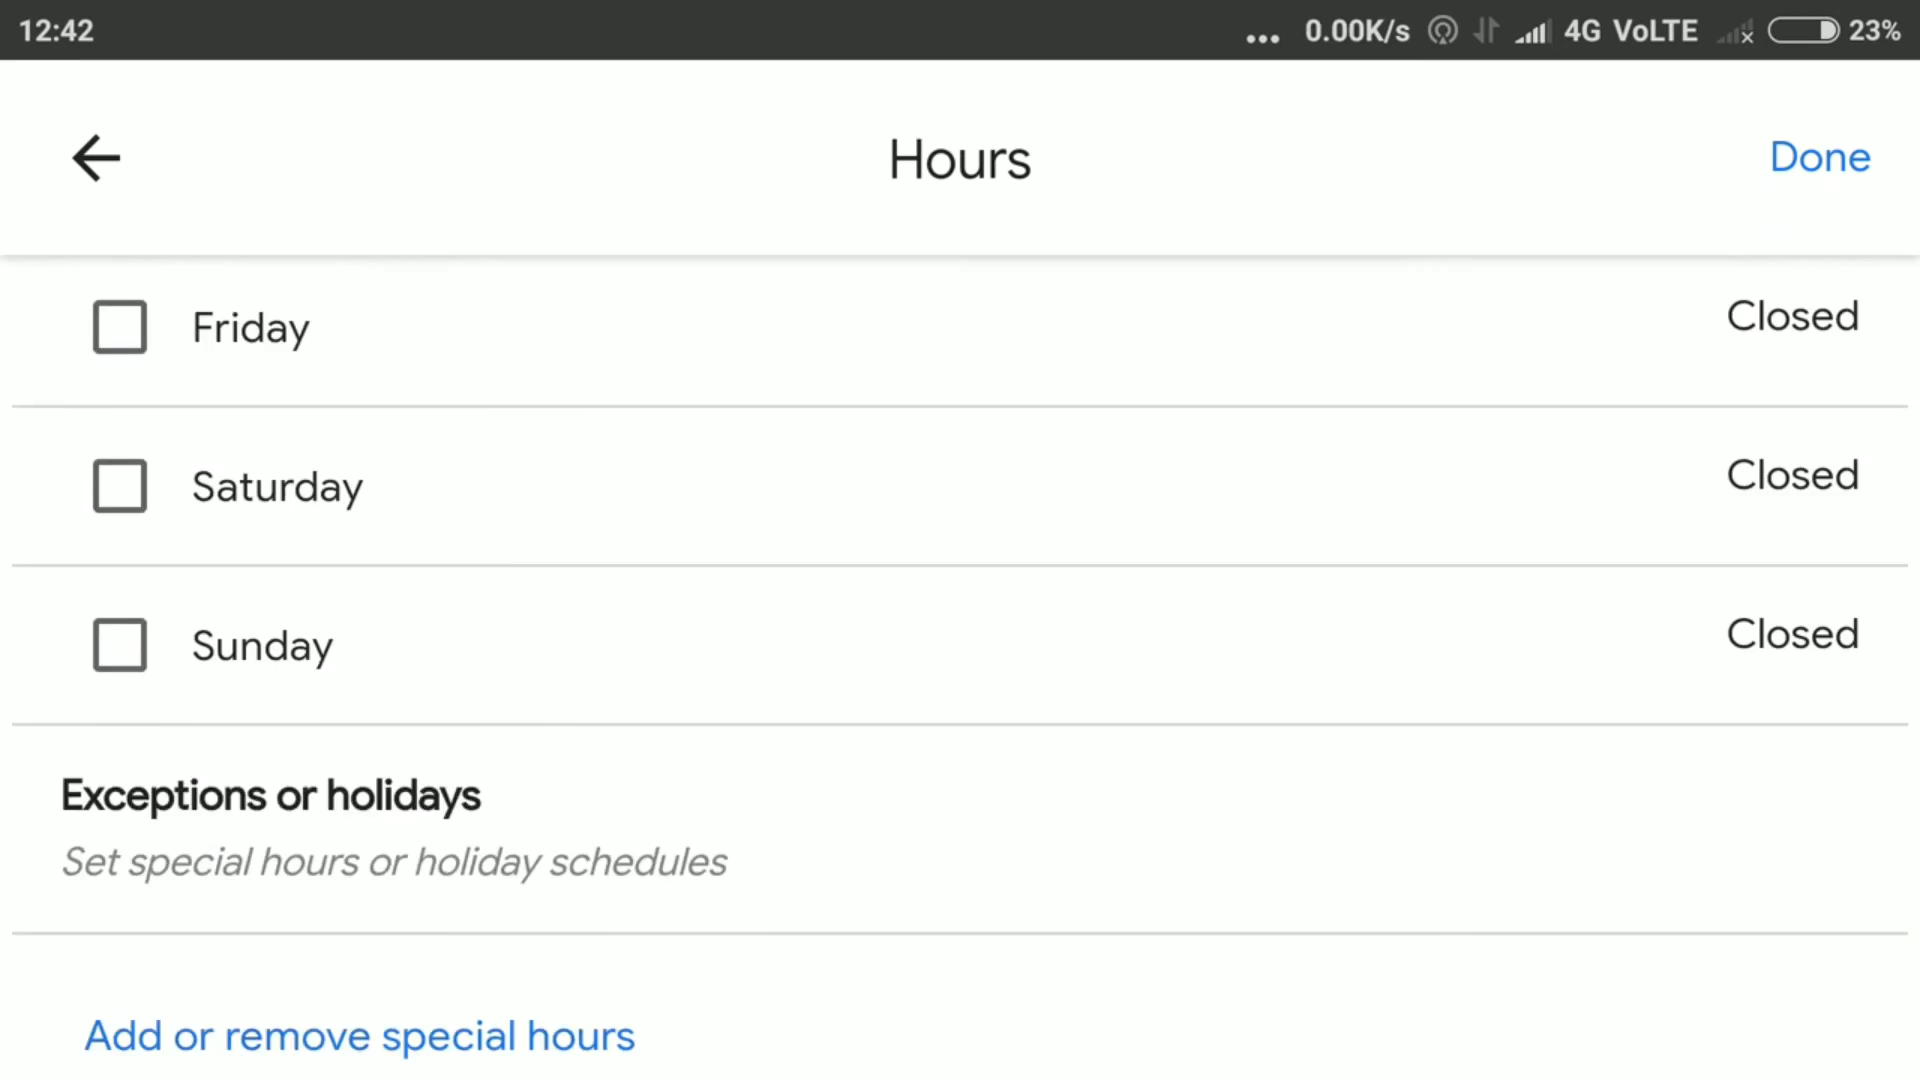 12:42 ... 0.00K/s 4G VoLTE 23%
Hours Done
Friday Closed
Saturday Closed
Sunday Closed
Exceptions or holidays
Set special hours or holiday schedules
Add or remove special hours